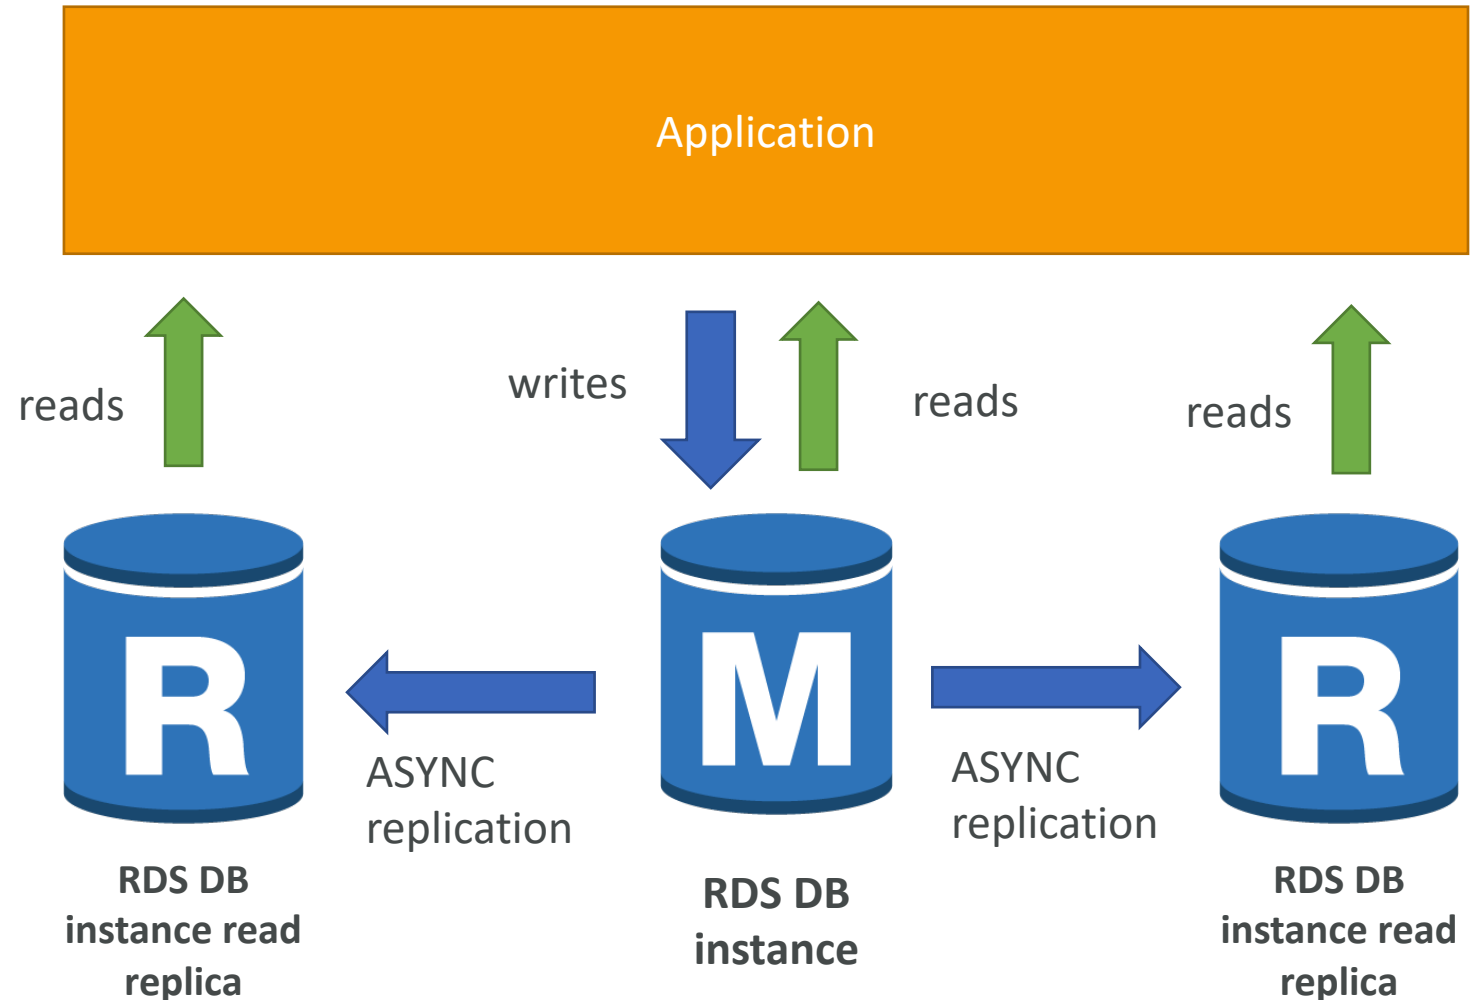 Application
reads
writes
reads
reads
R
M
R
ASYNC
replication
ASYNC
replication
RDS DB
instance read
replica
RDS DB
instance
RDS DB
instance read
replica